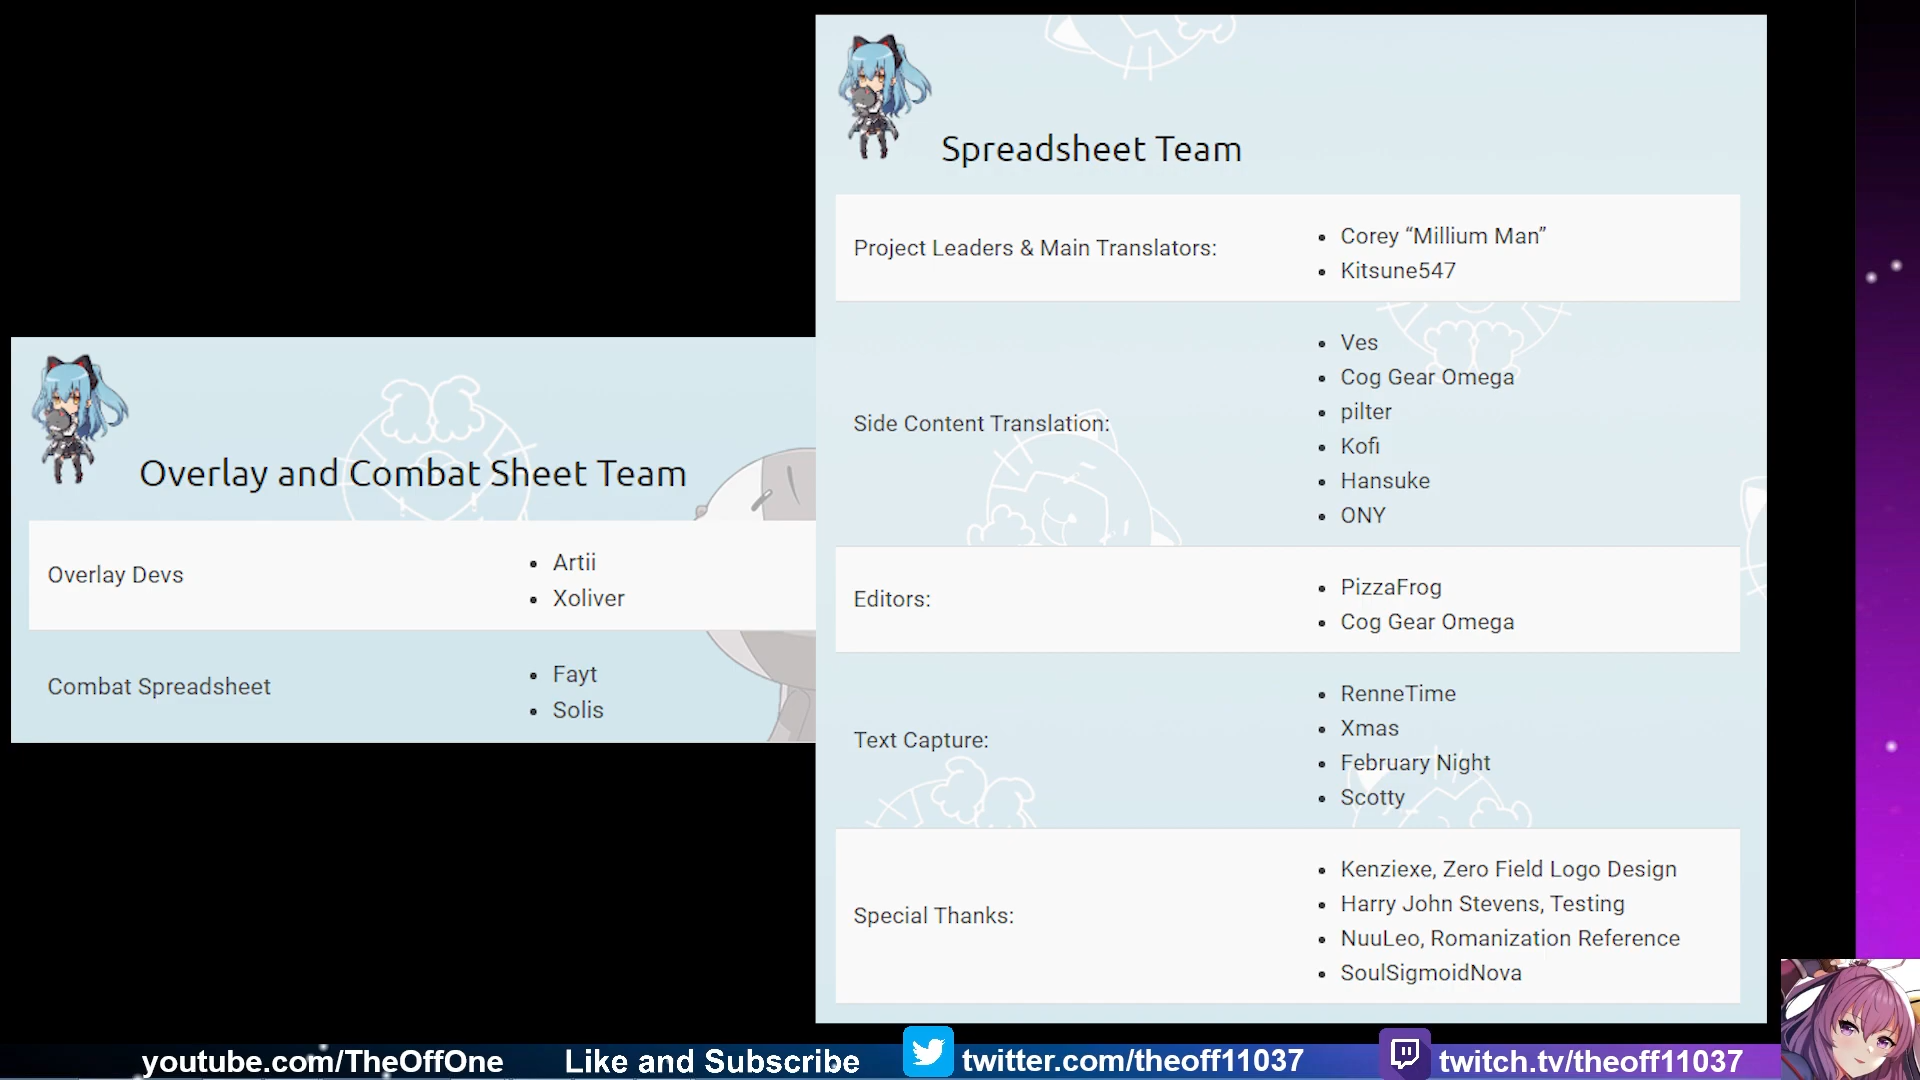 Overlay and Combat Sheet Team
Overlay Devs
Artii
Xoliver
Combat Spreadsheet
Fayt
Solis
Spreadsheet Team
Project Leaders & Main Translators:
Corey “Millium Man”
Kitsune547
Side Content Translation:
Ves
Cog Gear Omega
pilter
Kofi
Hansuke
ONY
Editors:
PizzaFrog
Cog Gear Omega
Text Capture:
RenneTime
Xmas
February Night
Scotty
Special Thanks:
Kenziexe, Zero Field Logo Design
Harry John Stevens, Testing
NuuLeo, Romanization Reference
SoulSigmoidNova
youtube.com/TheOffOne Like and Subscribe twitter.com/theoff11037 twitch.tv/theoff11037